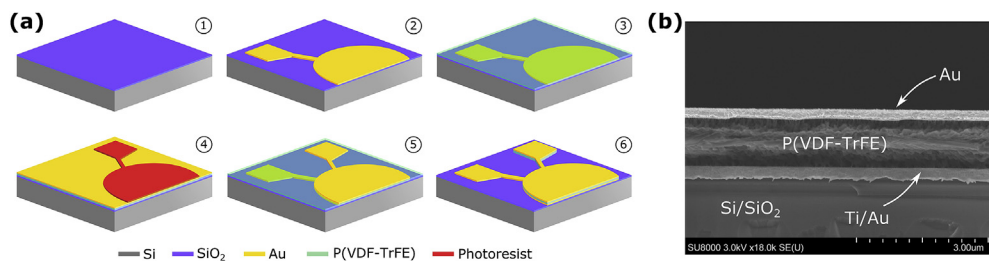 (a)
①
②
③
④
⑤
⑥
Si
SiO₂
Au
P(VDF-TrFE)
Photoresist
(b)
Au
P(VDF-TrFE)
Ti/Au
Si/SiO₂
SU8000 3.0kV x18.0k SE(U)
3.00um